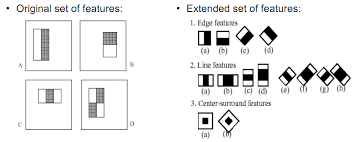 • Original set of features:
A
B
C
D
• Extended set of features:
1. Edge features
(a) (b) (c) (d)
2. Line features
(a) (b) (c) (d) (e) (f) (g) (h)
3. Center-surround features
(a) (b)